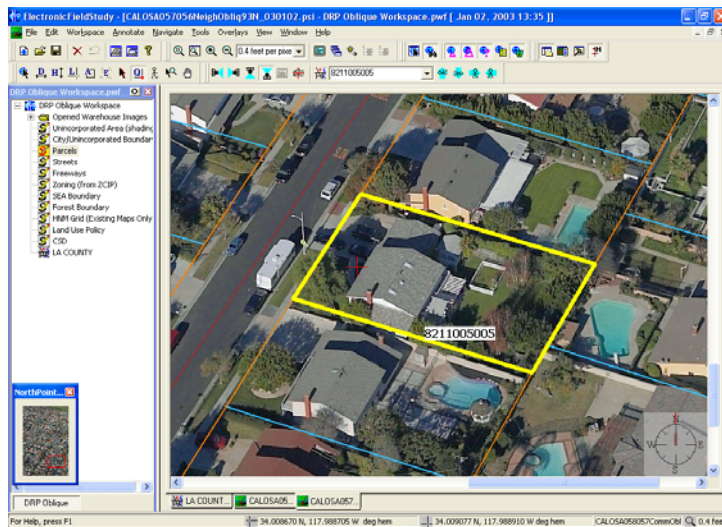 ElectronicFieldStudy - [CALOSA057056NeighObliq93N_030102.psi - DRP Oblique Workspace.pwf [ Jan 02, 2003 13:35 ]]
File Edit Workspace Annotate Navigate Tools Overlays View Window Help
0.4 feet per pixe
8211005005
DRP Oblique Workspace.pwf
DRP Oblique Workspace
Opened Warehouse Images
Unincorporated Area (shading
City/Unincorporated Boundar
Parcels
Streets
Freeways
Zoning (from ZCIP)
SEA Boundary
Forest Boundary
HNM Grid (Existing Maps Only
Land Use Policy
CSD
LA COUNTY
8211005005
NorthPoint...
N
W
E
S
DRP Oblique
LA COUNT...
CALOSA05...
CALOSA057...
For Help, press F1
34.008670 N, 117.988705 W deg hem
34.009077 N, 117.988910 W deg hem
CALOSA058057CommObl
0.4 fe